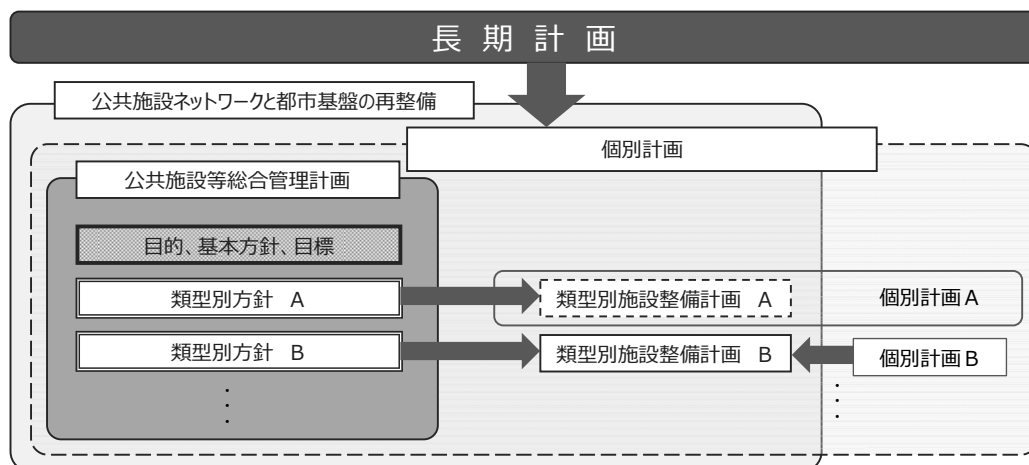 長期計画
公共施設ネットワークと都市基盤の再整備
個別計画
公共施設等総合管理計画
目的、基本方針、目標
類型別方針 A
類型別施設整備計画 A
個別計画A
類型別方針 B
類型別施設整備計画 B
個別計画B